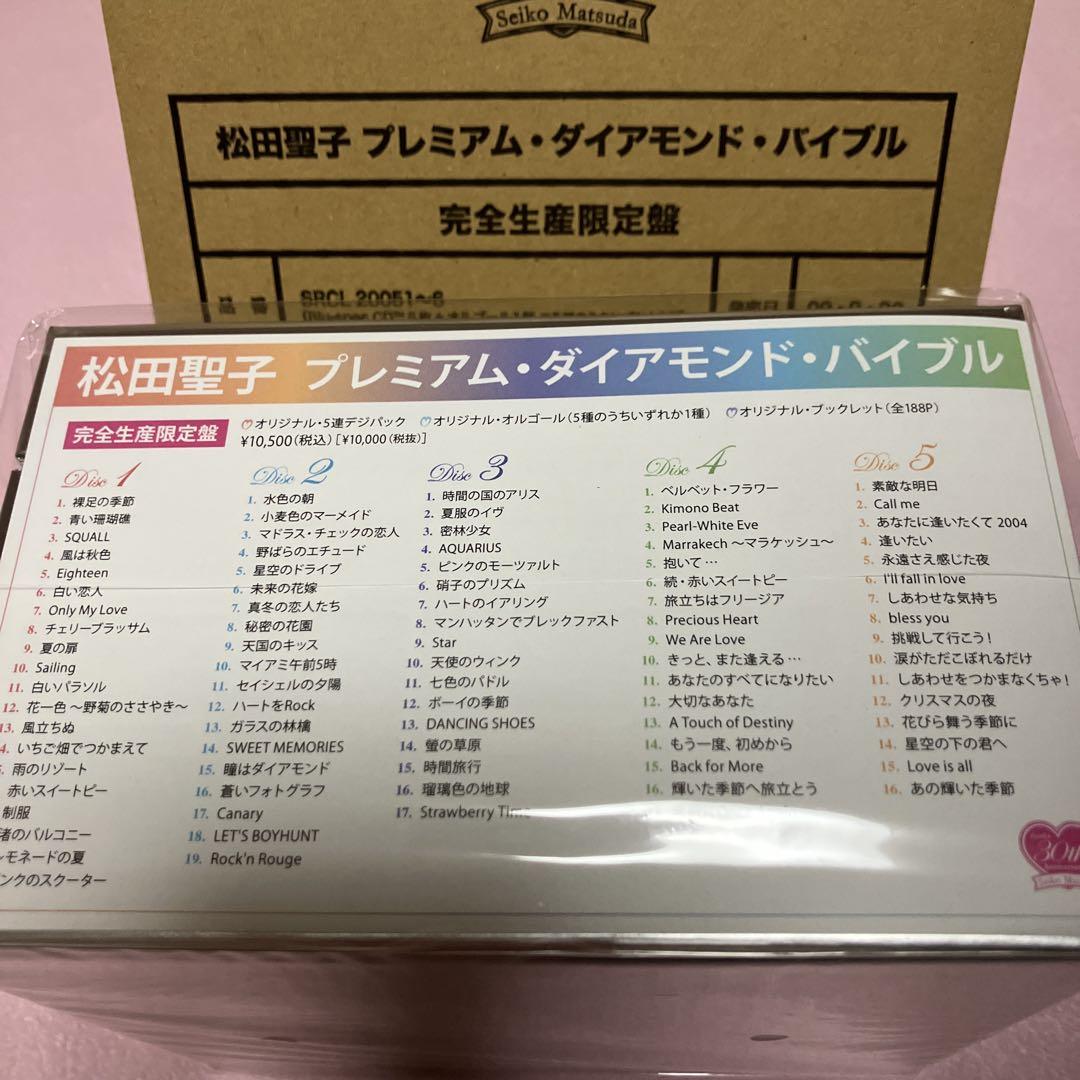 Seiko Matsuda
松田聖子 プレミアム・ダイアモンド・バイブル
完全生産限定盤
品 番
SRCL 20051~6
松田聖子 プレミアム・ダイアモンド・バイブル
完全生産限定盤
オリジナル・5連デジパック オリジナル・オルゴール(5種のうちいずれか1種) オリジナル・ブックレット(全188P)
¥10,500(税込)[¥10,000(税抜)]
Disc 1
1. 裸足の季節
2. 青い珊瑚礁
3. SQUALL
4. 風は秋色
5. Eighteen
6. 白い恋人
7. Only My Love
8. チェリーブラッサム
9. 夏の扉
10. Sailing
11. 白いパラソル
12. 花一色 ~野菊のささやき~
13. 風立ちぬ
4. いちご畑でつかまえて
5. 雨のリゾート
赤いスイートピー
制服
渚のバルコニー
レモネードの夏
ンクのスクーター
Disc 2
1. 水色の朝
2. 小麦色のマーメイド
3. マドラス・チェックの恋人
4. 野ばらのエチュード
5. 星空のドライブ
6. 未来の花嫁
7. 真冬の恋人たち
8. 秘密の花園
9. 天国のキッス
10. マイアミ午前5時
11. セイシェルの夕陽
12. ハートをRock
13. ガラスの林檎
14. SWEET MEMORIES
15. 瞳はダイアモンド
16. 蒼いフォトグラフ
17. Canary
18. LET'S BOYHUNT
19. Rock'n Rouge
Disc 3
1. 時間の国のアリス
2. 夏服のイヴ
3. 密林少女
4. AQUARIUS
5. ピンクのモーツァルト
6. 硝子のプリズム
7. ハートのイアリング
8. マンハッタンでブレックファスト
9. Star
10. 天使のウィンク
11. 七色のパドル
12. ボーイの季節
13. DANCING SHOES
14. 螢の草原
15. 時間旅行
16. 瑠璃色の地球
17. Strawberry Time
Disc 4
1. ベルベット・フラワー
2. Kimono Beat
3. Pearl-White Eve
4. Marrakech ~マラケッシュ~
5. 抱いて…
6. 続・赤いスイートピー
7. 旅立ちはフリージア
8. Precious Heart
9. We Are Love
10. きっと、また逢える…
11. あなたのすべてになりたい
12. 大切なあなた
13. A Touch of Destiny
14. もう一度、初めから
15. Back for More
16. 輝いた季節へ旅立とう
Disc 5
1. 素敵な明日
2. Call me
3. あなたに逢いたくて 2004
4. 逢いたい
5. 永遠さえ感じた夜
6. I'll fall in love
7. しあわせな気持ち
8. bless you
9. 挑戦して行こう!
10. 涙がただこぼれるだけ
11. しあわせをつかまなくちゃ!
12. クリスマスの夜
13. 花びら舞う季節に
14. 星空の下の君へ
15. Love is all
16. あの輝いた季節
30th